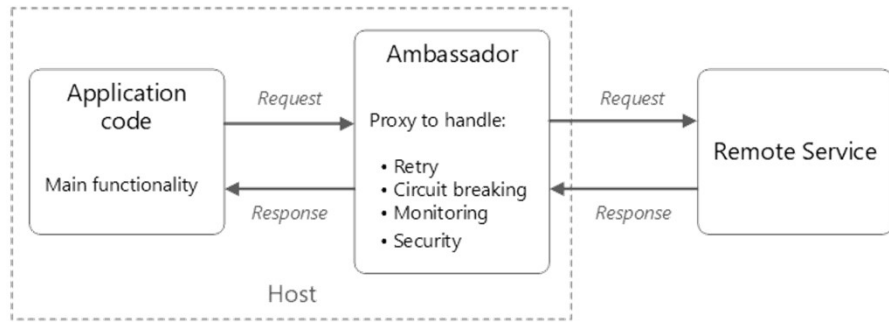 Application
code
Main functionality
Request
Response
Ambassador
Proxy to handle:
• Retry
• Circuit breaking
• Monitoring
• Security
Request
Response
Remote Service
Host